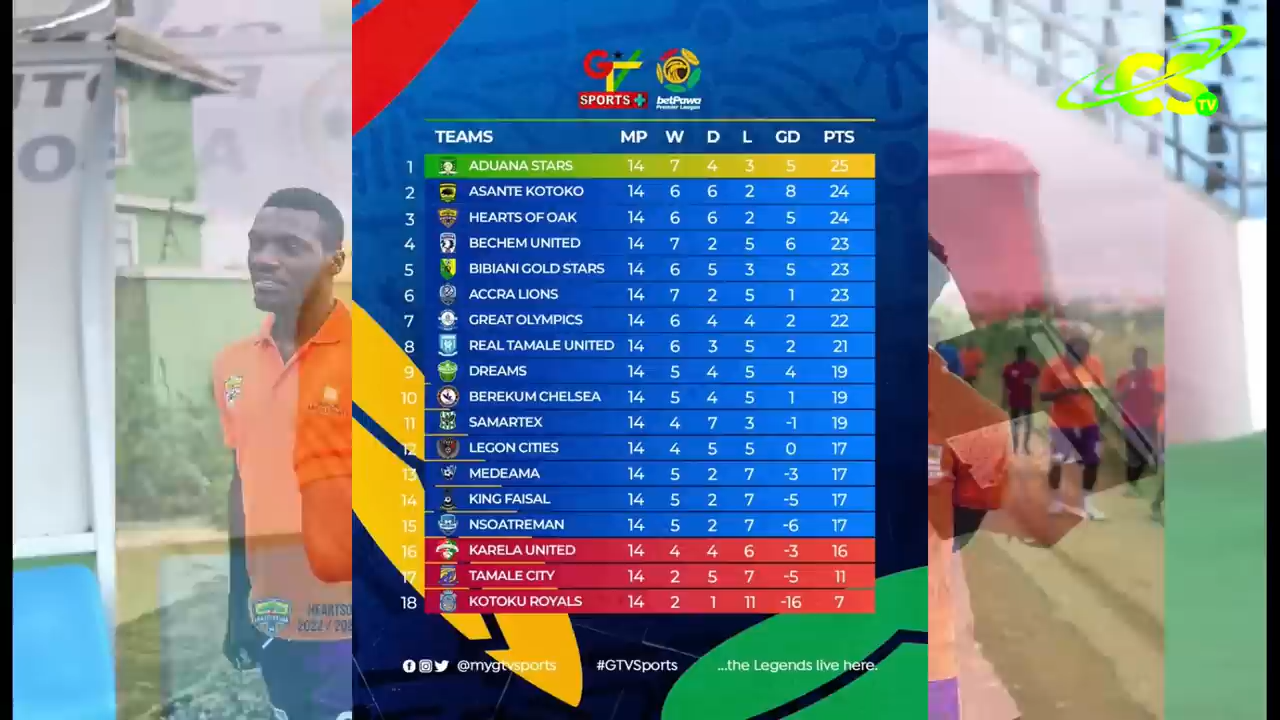 GTV
SPORTS+
betPawa
Premier League
CS
TV
TEAMS MP W D L GD PTS
1 ADUANA STARS 14 7 4 3 5 25
2 ASANTE KOTOKO 14 6 6 2 8 24
3 HEARTS OF OAK 14 6 6 2 5 24
4 BECHEM UNITED 14 7 2 5 6 23
5 BIBIANI GOLD STARS 14 6 5 3 5 23
6 ACCRA LIONS 14 7 2 5 1 23
7 GREAT OLYMPICS 14 6 4 4 2 22
8 REAL TAMALE UNITED 14 6 3 5 2 21
9 DREAMS 14 5 4 5 4 19
10 BEREKUM CHELSEA 14 5 4 5 1 19
11 SAMARTEX 14 4 7 3 -1 19
12 LEGON CITIES 14 4 5 5 0 17
13 MEDEAMA 14 5 2 7 -3 17
14 KING FAISAL 14 5 2 7 -5 17
15 NSOATREMAN 14 5 2 7 -6 17
16 KARELA UNITED 14 4 4 6 -3 16
17 TAMALE CITY 14 2 5 7 -5 11
18 KOTOKU ROYALS 14 2 1 11 -16 7
@mygtvsports #GTVSports ...the Legends live here.